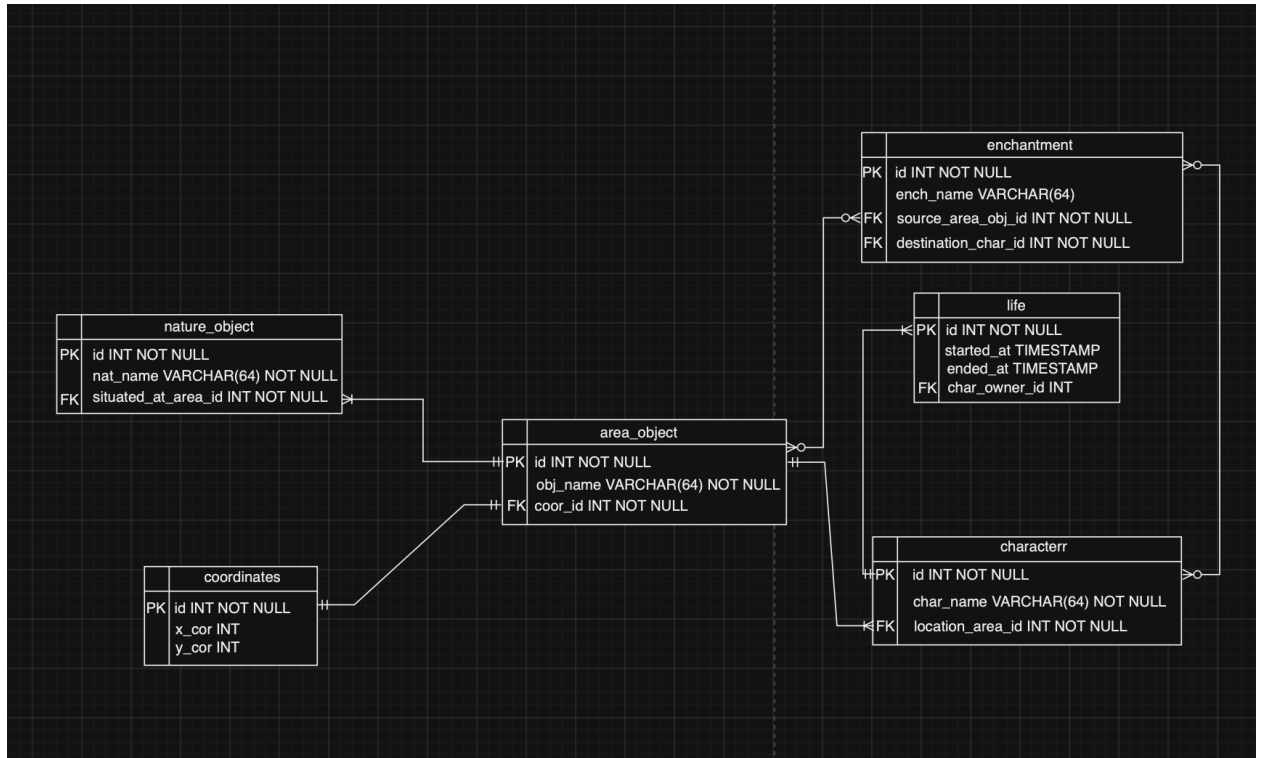 enchantment
PK id INT NOT NULL
ench_name VARCHAR(64)
FK source_area_obj_id INT NOT NULL
FK destination_char_id INT NOT NULL
life
PK id INT NOT NULL
started_at TIMESTAMP
ended_at TIMESTAMP
FK char_owner_id INT
nature_object
PK id INT NOT NULL
nat_name VARCHAR(64) NOT NULL
FK situated_at_area_id INT NOT NULL
area_object
PK id INT NOT NULL
obj_name VARCHAR(64) NOT NULL
FK coor_id INT NOT NULL
characterr
PK id INT NOT NULL
char_name VARCHAR(64) NOT NULL
FK location_area_id INT NOT NULL
coordinates
PK id INT NOT NULL
x_cor INT
y_cor INT